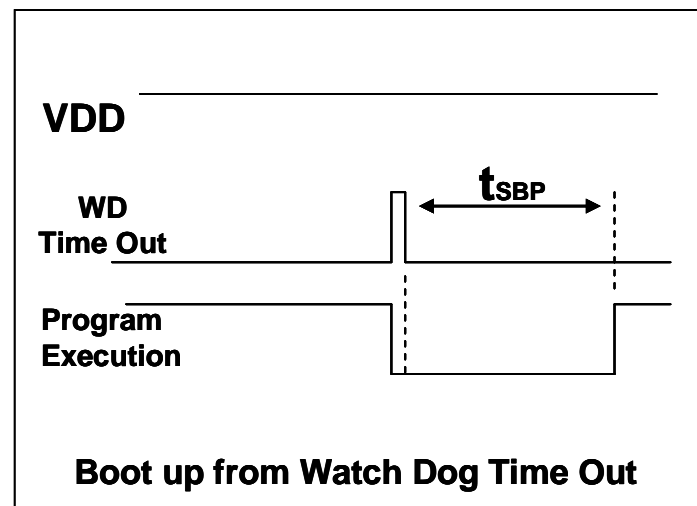 VDD
tSBP
WD
Time Out
Program
Execution
Boot up from Watch Dog Time Out